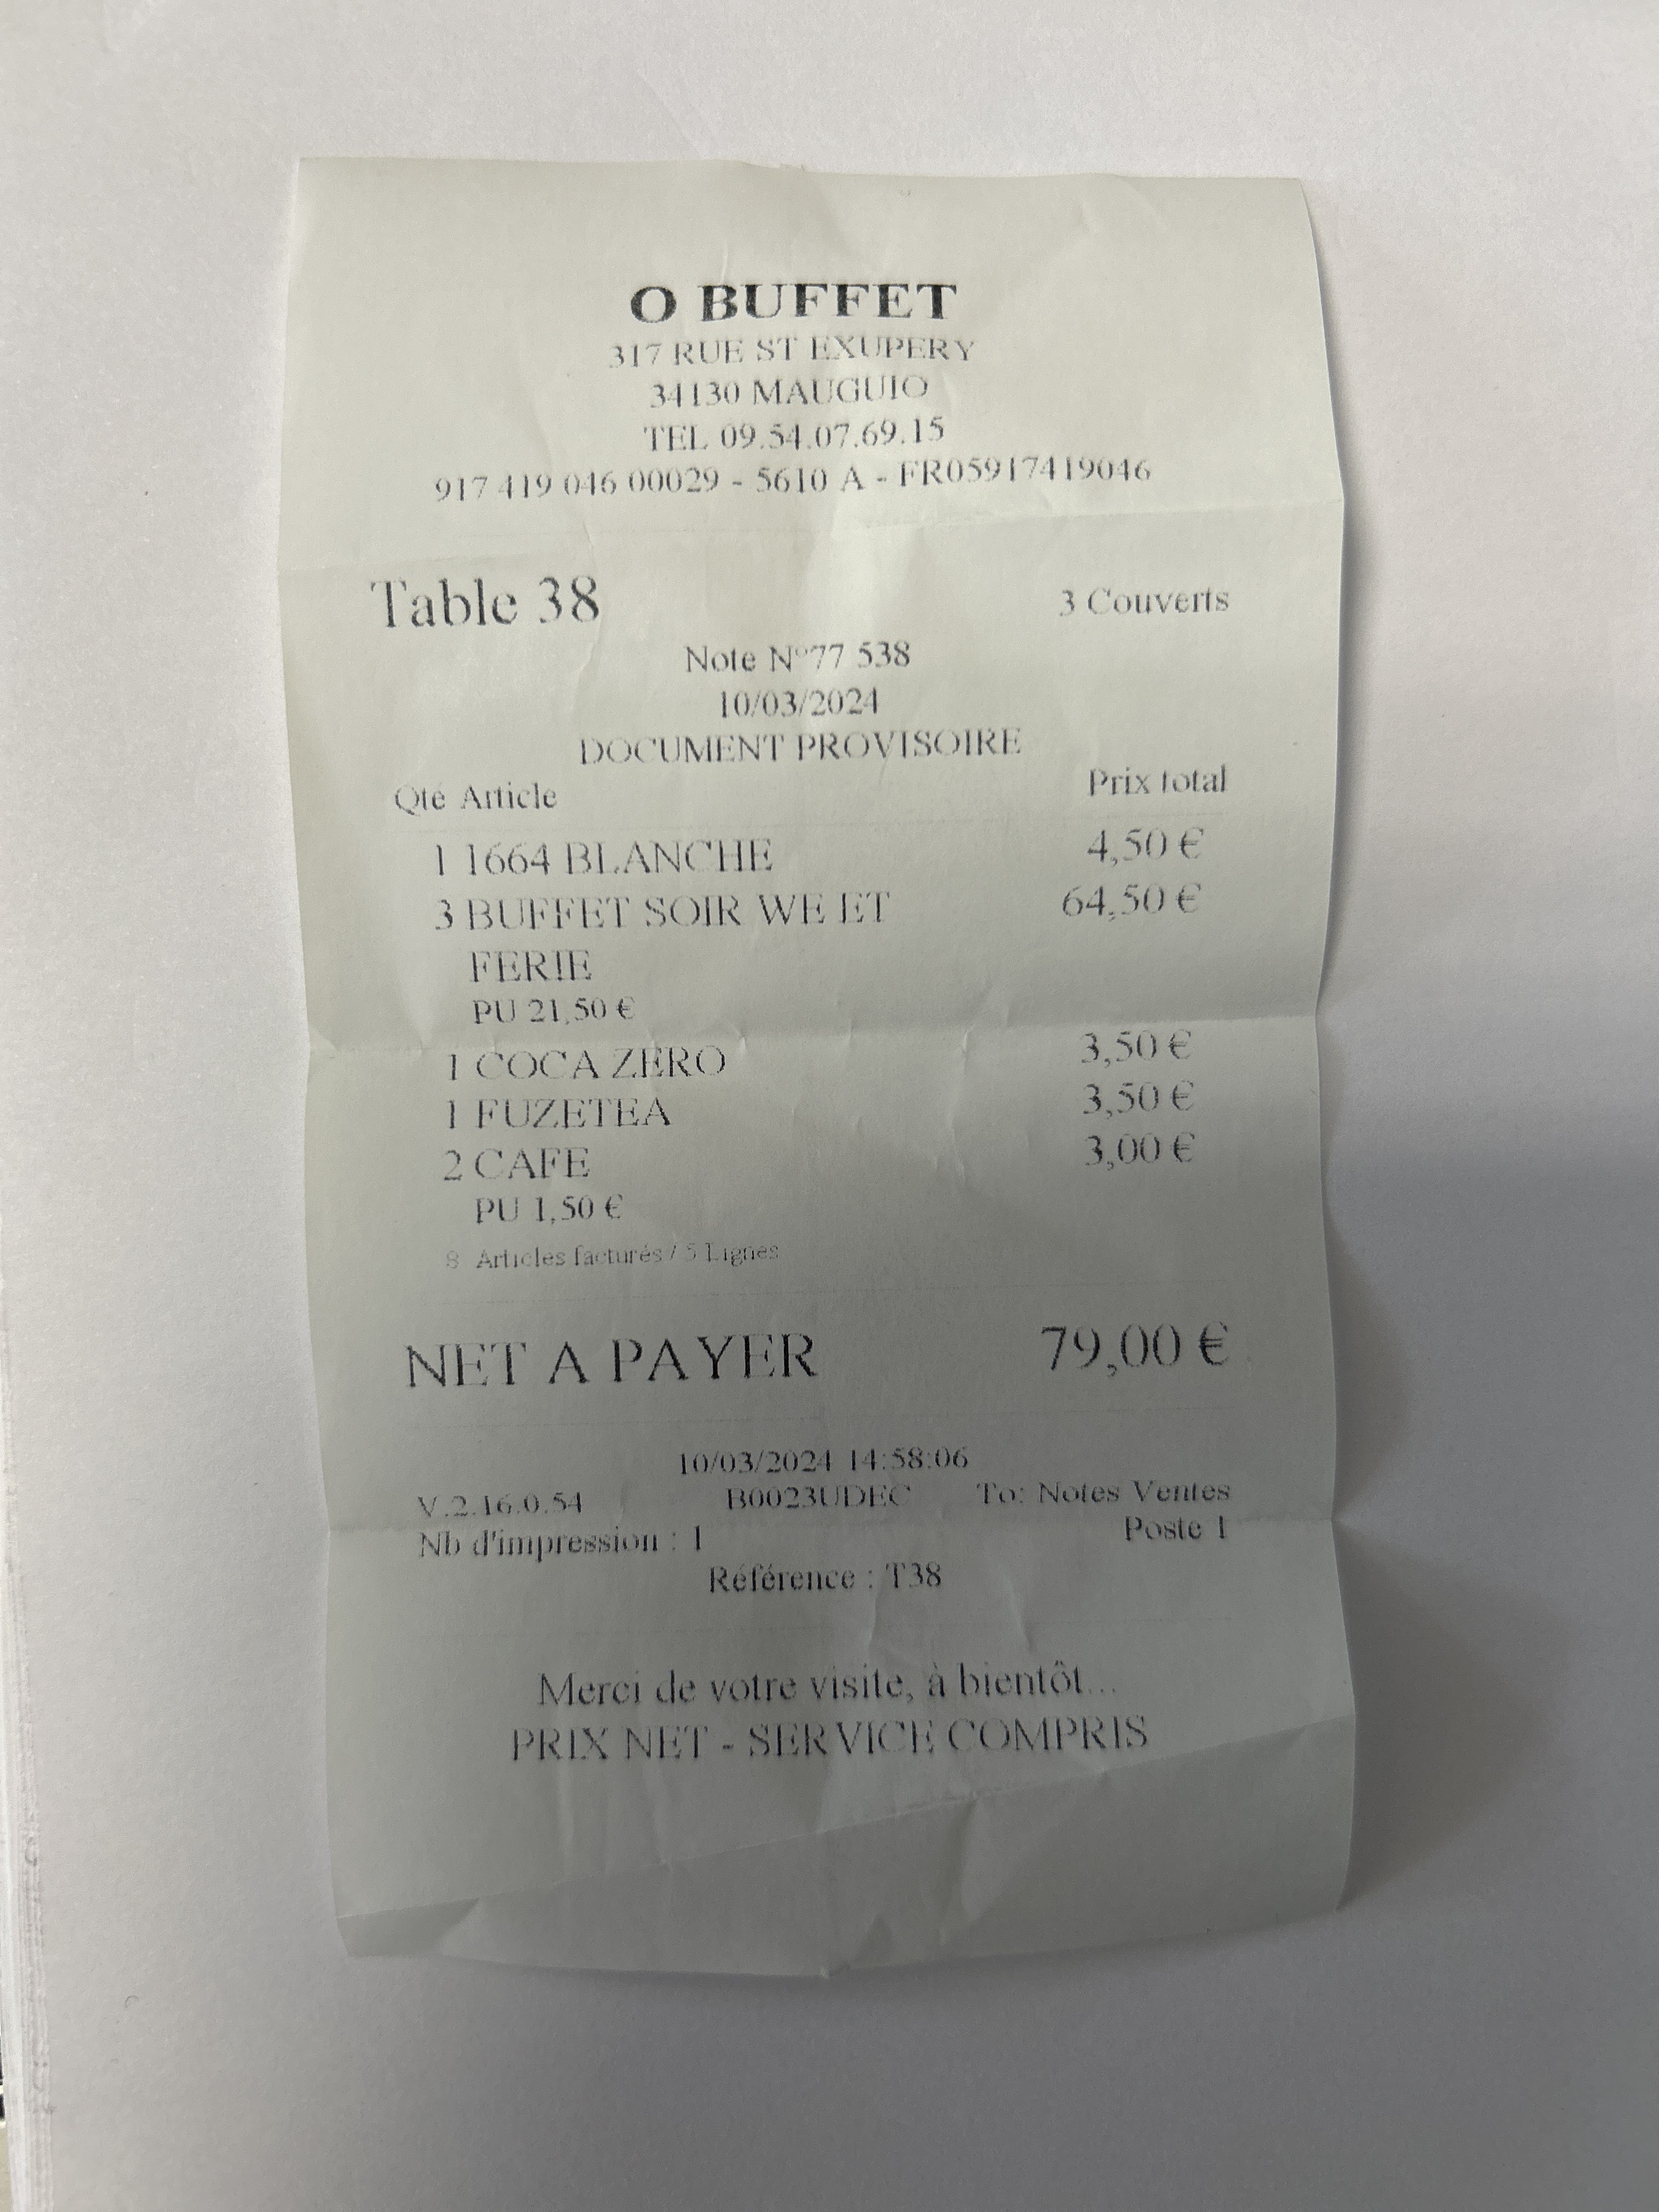 O BUFFET
317 RUE ST EXUPERY
34130 MAUGUIO
TEL 09.54.07.69.15
917 419 046 00029 - 5610 A - FR05917419046
Table 38 3 Couverts
Note N°77 538
10/03/2024
DOCUMENT PROVISOIRE
Qté Article Prix total
1 1664 BLANCHE 4,50 €
3 BUFFET SOIR WE ET 64,50 €
FERIE
PU 21,50 €
1 COCA ZERO 3,50 €
1 FUZETEA 3,50 €
2 CAFE 3,00 €
PU 1,50 €
8 Articles facturés / 5 Lignes
NET A PAYER 79,00 €
10/03/2024 14:58:06
V.2.16.0.54 B0023UDEC To: Notes Ventes
Nb d'impression : 1 Poste 1
Référence : T38
Merci de votre visite, à bientôt...
PRIX NET - SERVICE COMPRIS